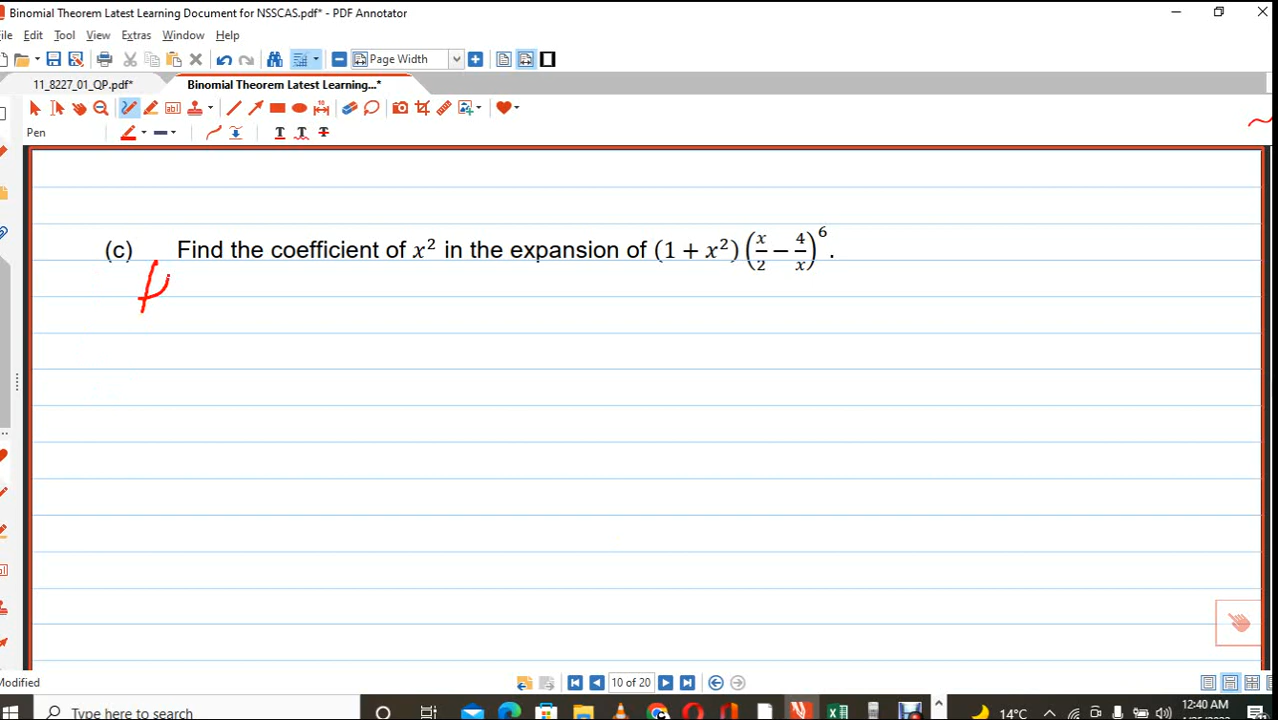 Binomial Theorem Latest Learning Document for NSSCAS.pdf* - PDF Annotator
Edit Tool View Extras Window Help
Page Width
11_8227_01_QP.pdf* Binomial Theorem Latest Learning...*
Pen
(c) Find the coefficient of x² in the expansion of (1 + x²)(x/2 − 4/x)⁶.
Modified
10 of 20
Type here to search
14°C
12:40 AM